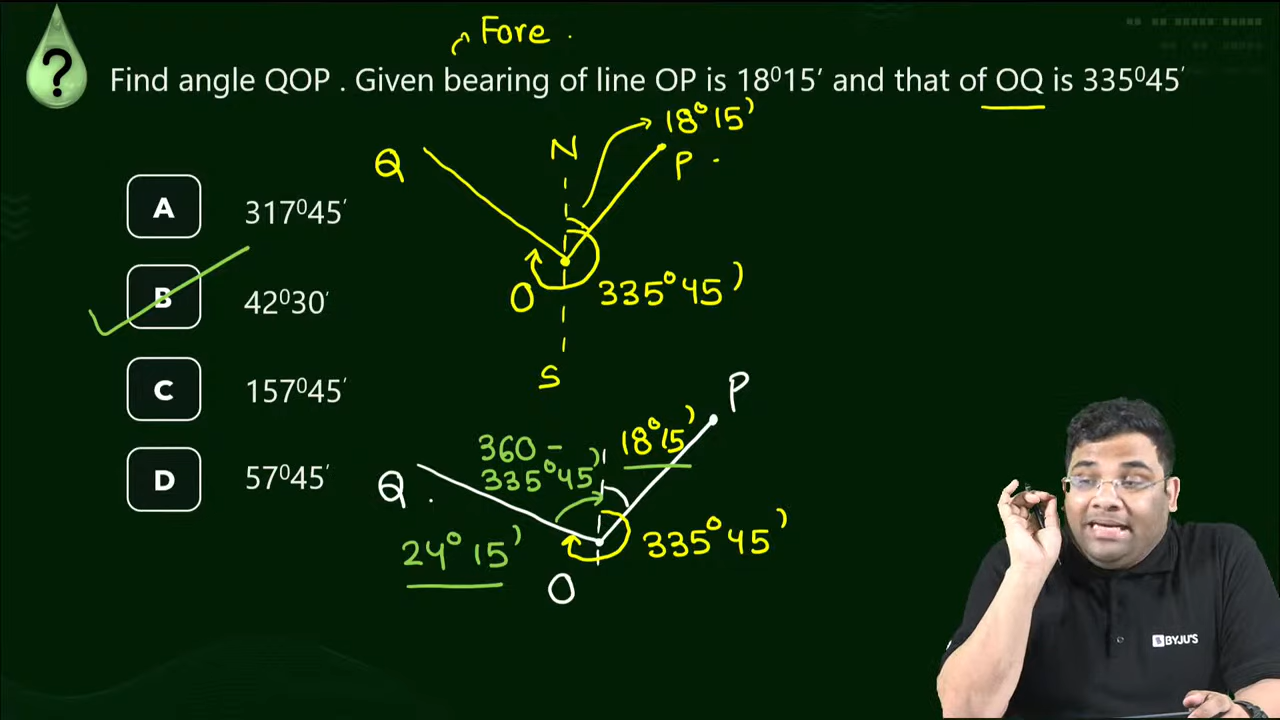 ?
Fore .
Find angle QOP . Given bearing of line OP is 18⁰15′ and that of OQ is 335⁰45′
18°15'
N
Q
P
A 317⁰45′
B 42⁰30′
335°45'
O
S
C 157⁰45′
P
18°15'
360 –
335°45'
D 57⁰45′
Q
24° 15'
335°45'
O
BYJU'S